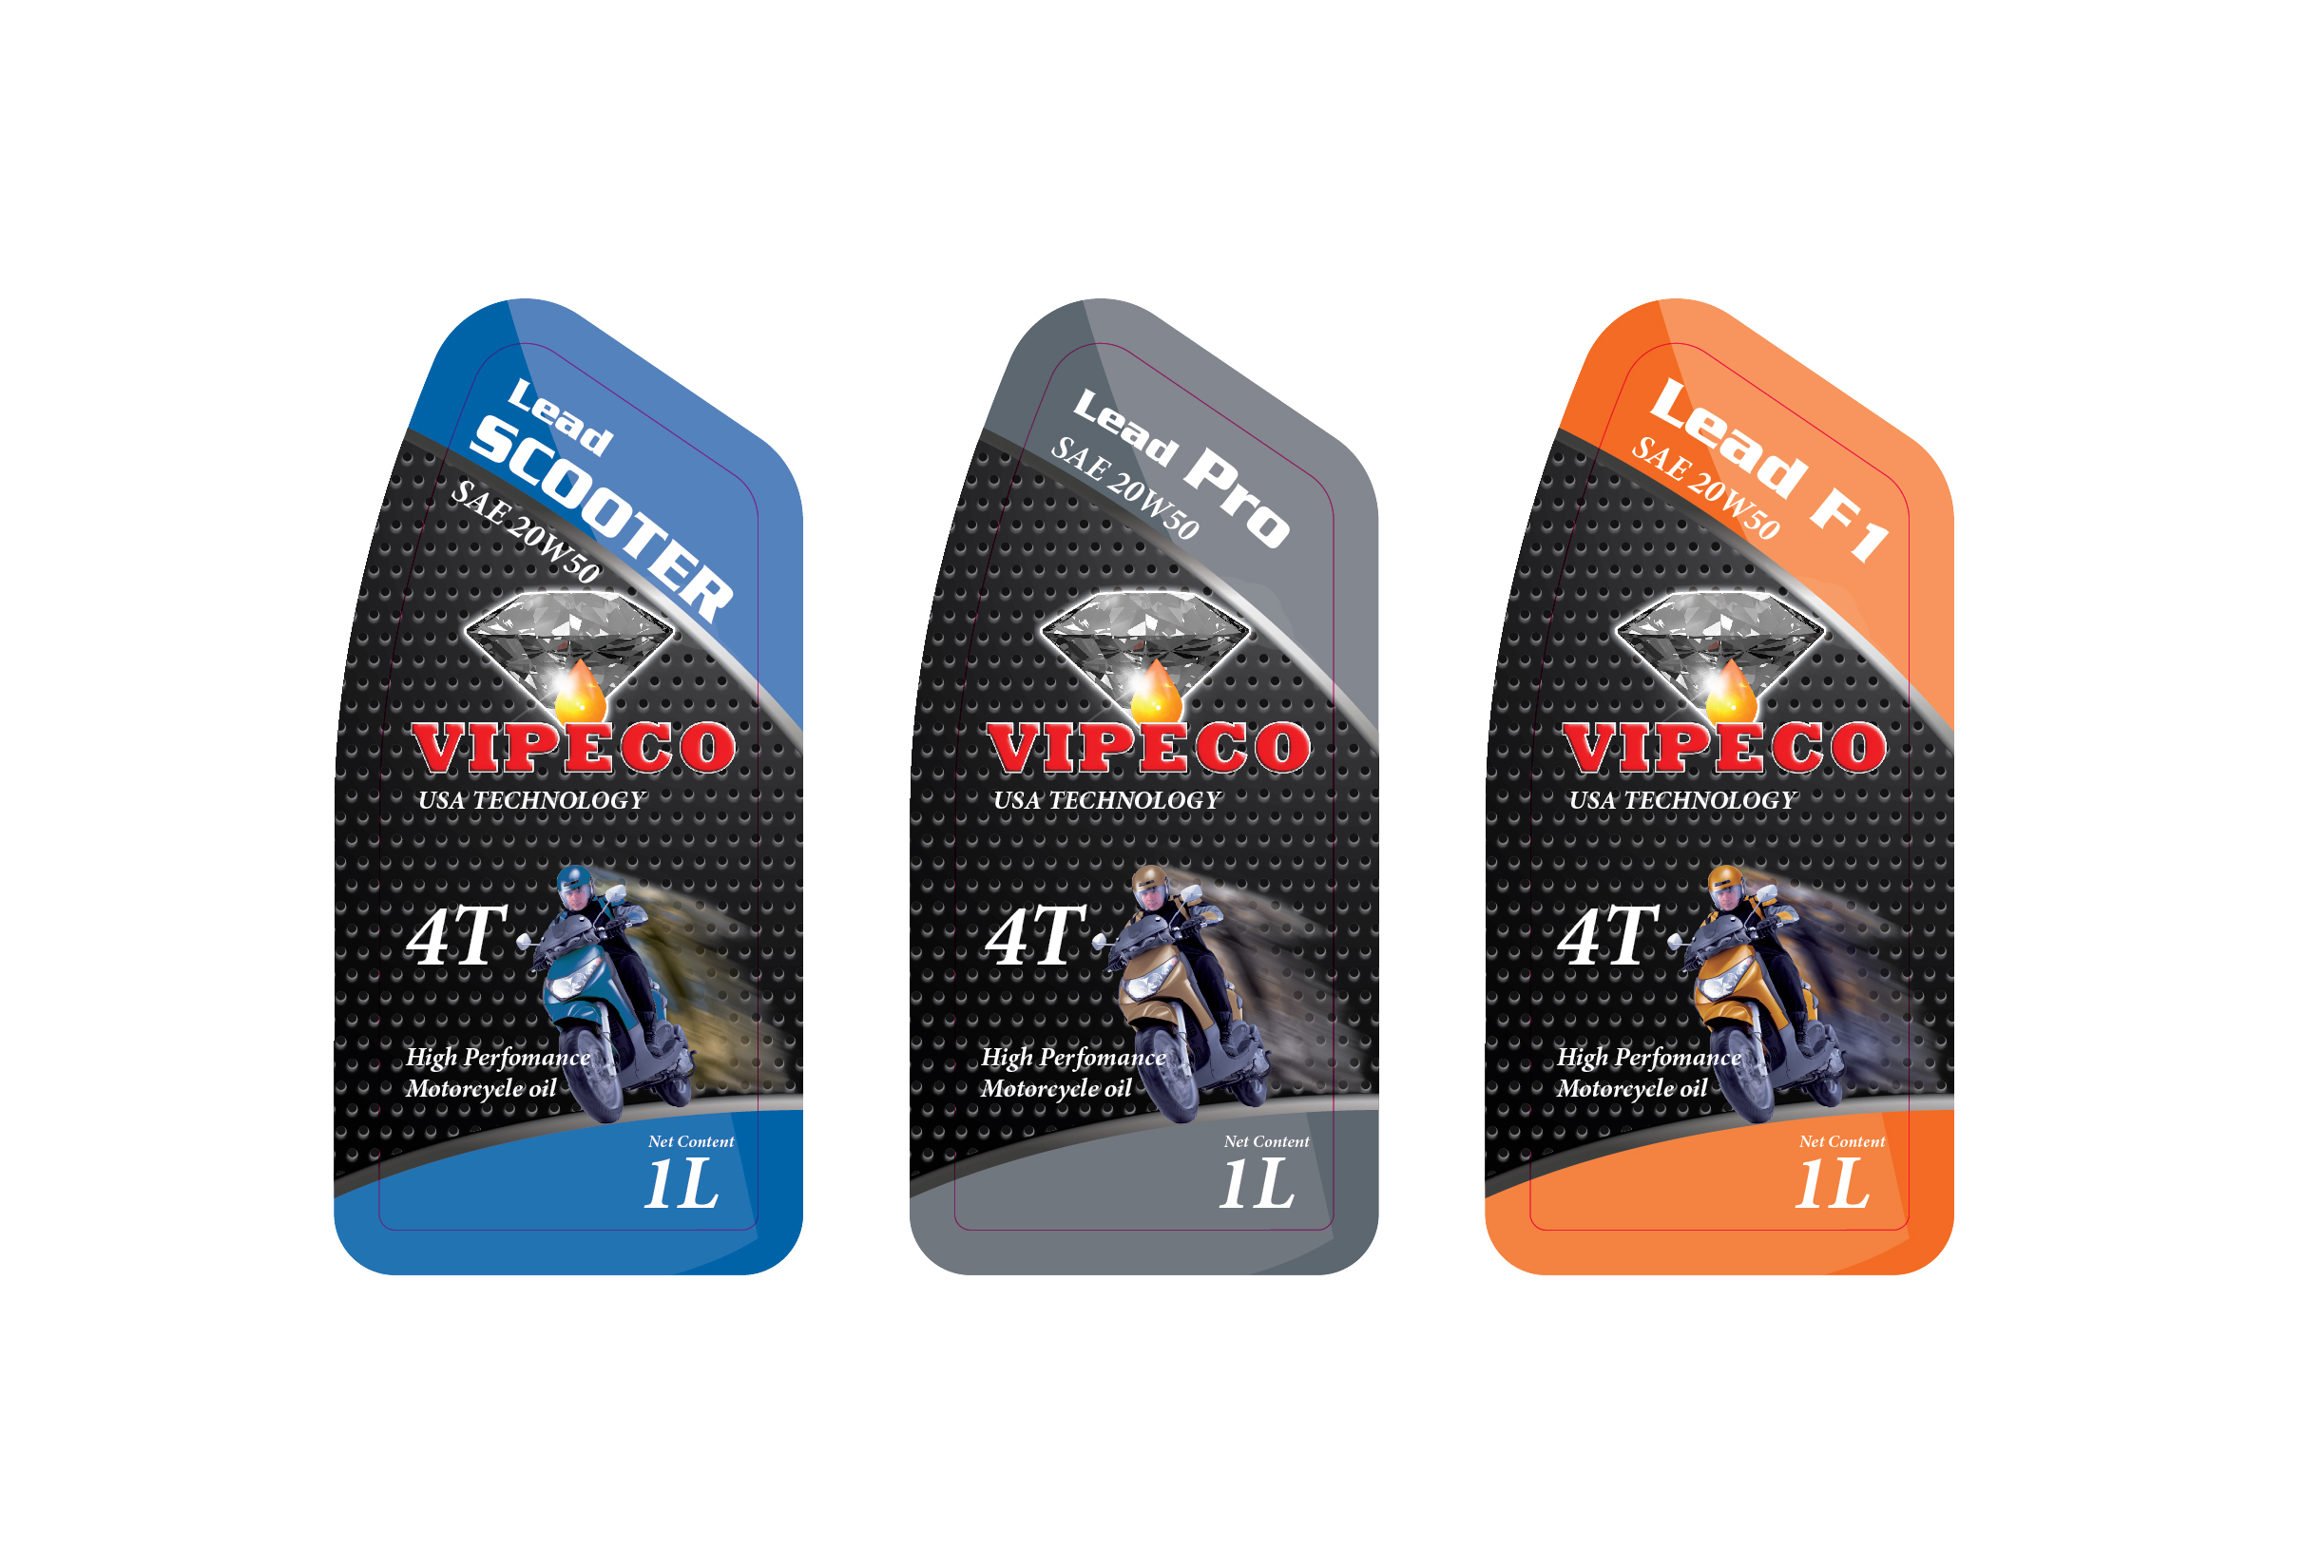 Lead
SCOOTER
SAE 20W50
VIPECO
USA TECHNOLOGY
4T
High Perfomance
Motorcycle oil
Net Content
1L
Lead Pro
SAE 20W50
VIPECO
USA TECHNOLOGY
4T
High Perfomance
Motorcycle oil
Net Content
1L
Lead F1
SAE 20W50
VIPECO
USA TECHNOLOGY
4T
High Perfomance
Motorcycle oil
Net Content
1L